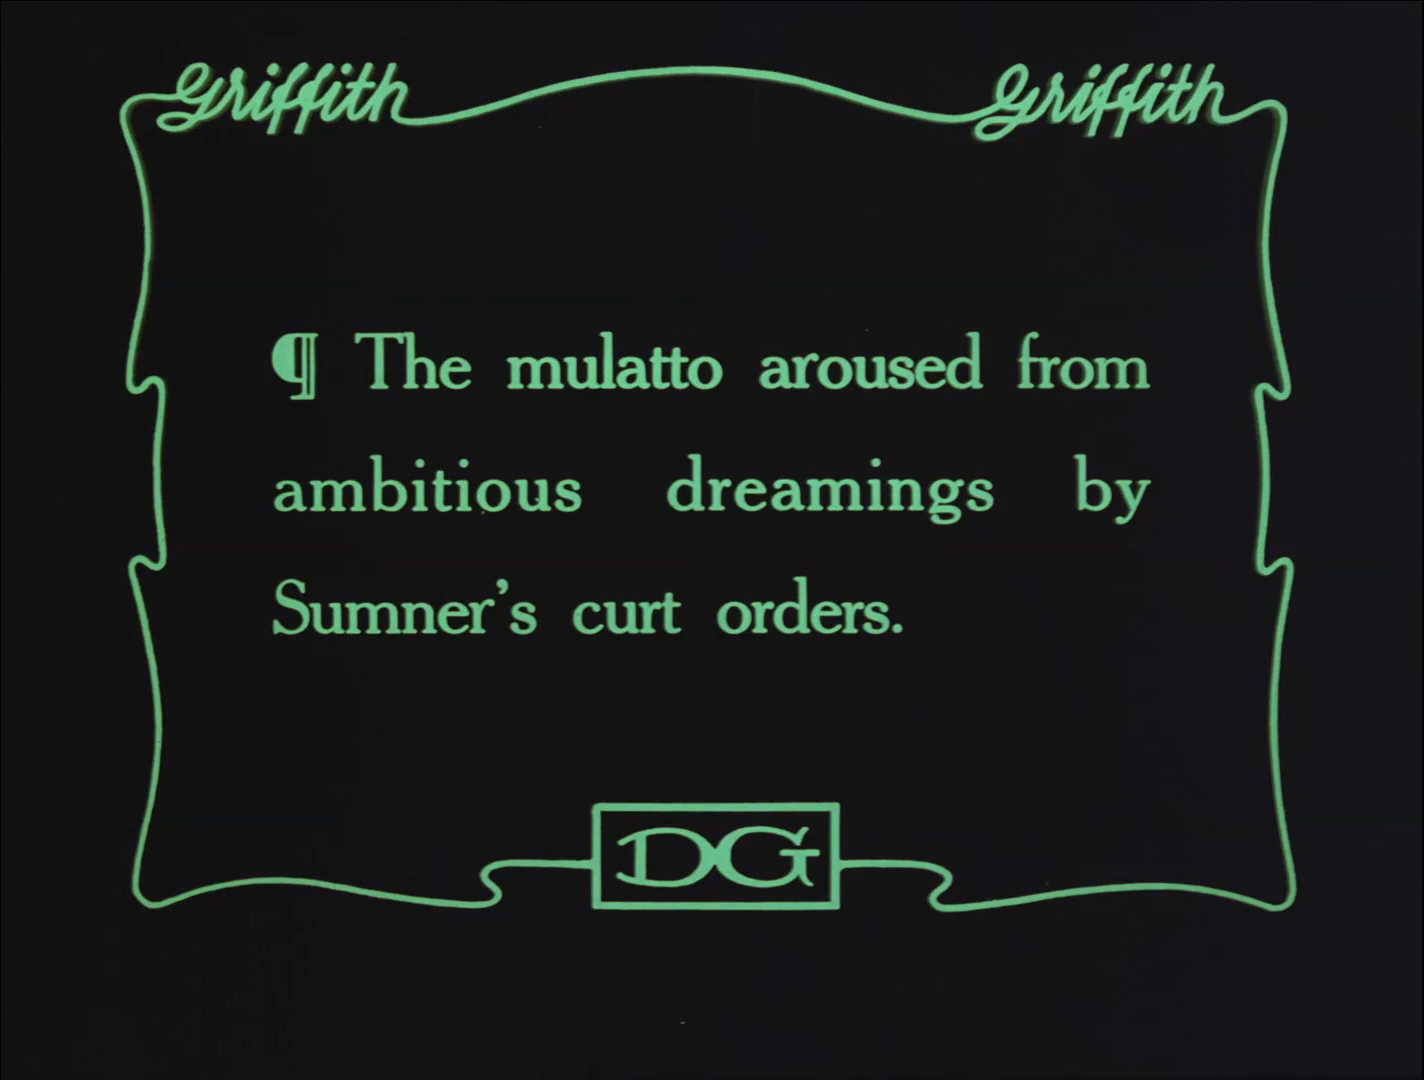 Griffith Griffith
¶ The mulatto aroused from
ambitious dreamings by
Sumner's curt orders.
DG